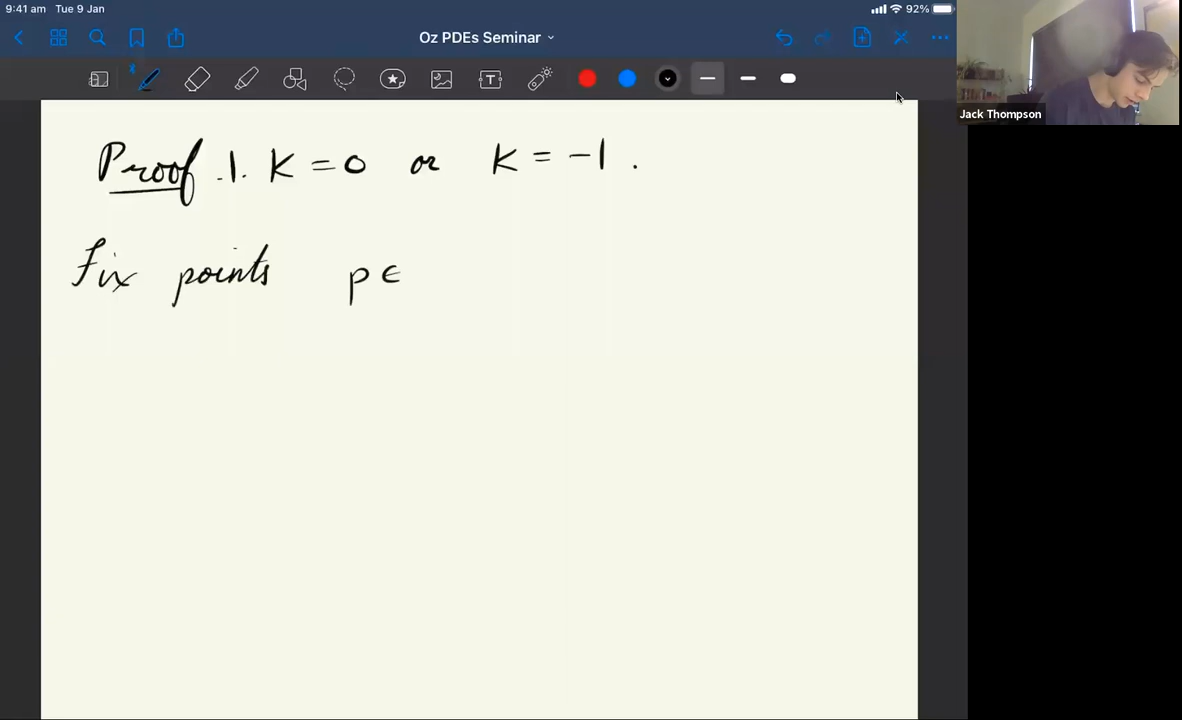 9:41 am Tue 9 Jan
92%
Oz PDEs Seminar
T
Jack Thompson
Proof .1. K = 0 or K = -1 .
Fix points p ∈